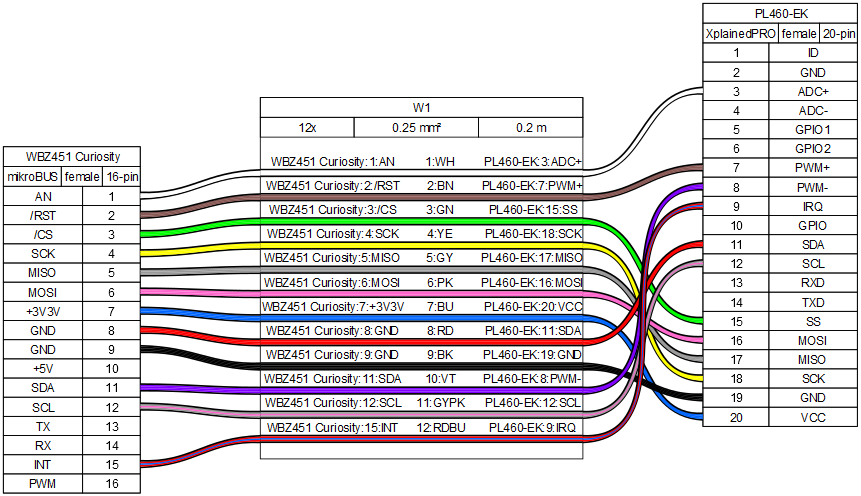 PL460-EK
XplainedPRO female 20-pin
1 ID
2 GND
3 ADC+
4 ADC-
5 GPIO1
6 GPIO2
7 PWM+
8 PWM-
9 IRQ
10 GPIO
11 SDA
12 SCL
13 RXD
14 TXD
15 SS
16 MOSI
17 MISO
18 SCK
19 GND
20 VCC
W1
12x 0.25 mm² 0.2 m
WBZ451 Curiosity:1:AN 1:WH PL460-EK:3:ADC+
WBZ451 Curiosity:2:/RST 2:BN PL460-EK:7:PWM+
WBZ451 Curiosity:3:/CS 3:GN PL460-EK:15:SS
WBZ451 Curiosity:4:SCK 4:YE PL460-EK:18:SCK
WBZ451 Curiosity:5:MISO 5:GY PL460-EK:17:MISO
WBZ451 Curiosity:6:MOSI 6:PK PL460-EK:16:MOSI
WBZ451 Curiosity:7:+3V3V 7:BU PL460-EK:20:VCC
WBZ451 Curiosity:8:GND 8:RD PL460-EK:11:SDA
WBZ451 Curiosity:9:GND 9:BK PL460-EK:19:GND
WBZ451 Curiosity:11:SDA 10:VT PL460-EK:8:PWM-
WBZ451 Curiosity:12:SCL 11:GYPK PL460-EK:12:SCL
WBZ451 Curiosity:15:INT 12:RDBU PL460-EK:9:IRQ
WBZ451 Curiosity
mikroBUS female 16-pin
AN 1
/RST 2
/CS 3
SCK 4
MISO 5
MOSI 6
+3V3V 7
GND 8
GND 9
+5V 10
SDA 11
SCL 12
TX 13
RX 14
INT 15
PWM 16